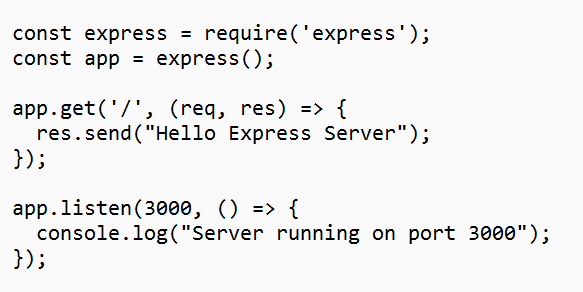 const express = require('express');
const app = express();

app.get('/', (req, res) => {
  res.send("Hello Express Server");
});

app.listen(3000, () => {
  console.log("Server running on port 3000");
});